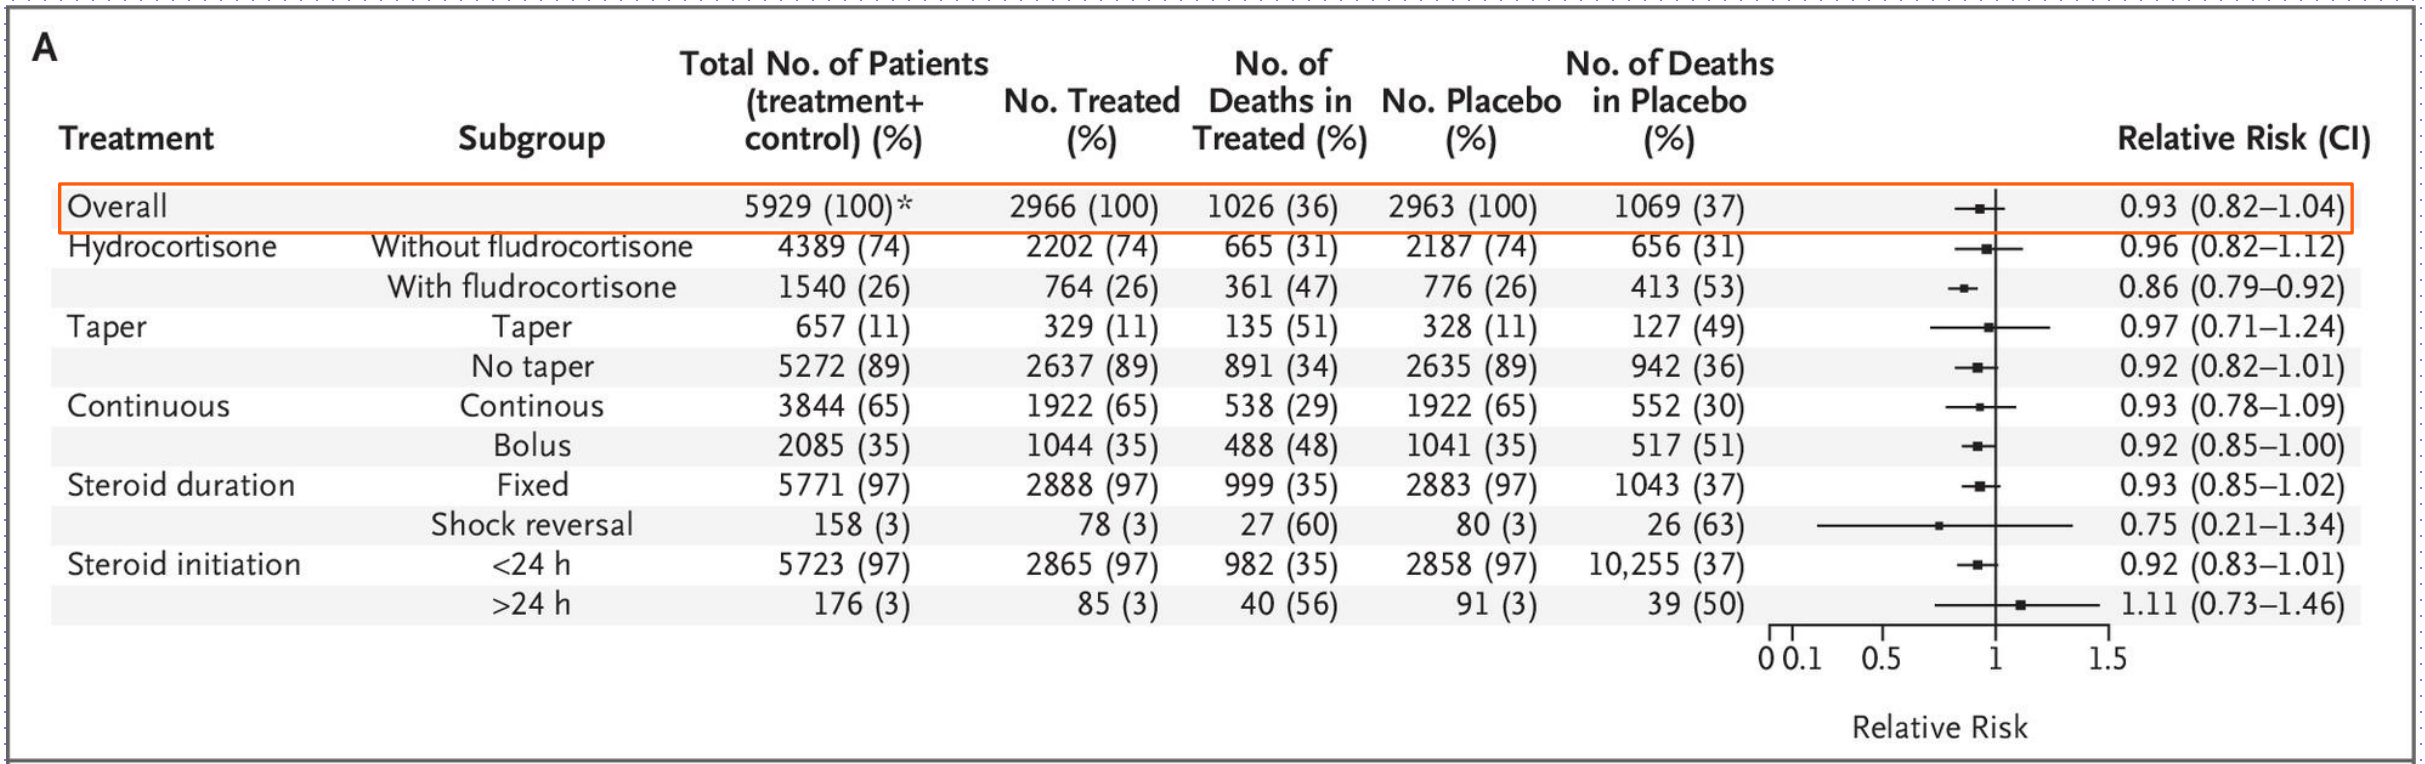 A
Total No. of Patients No. of No. of Deaths
(treatment+ No. Treated Deaths in No. Placebo in Placebo
Treatment Subgroup control) (%) (%) Treated (%) (%) (%) Relative Risk (CI)
Overall 5929 (100)* 2966 (100) 1026 (36) 2963 (100) 1069 (37) 0.93 (0.82–1.04)
Hydrocortisone Without fludrocortisone 4389 (74) 2202 (74) 665 (31) 2187 (74) 656 (31) 0.96 (0.82–1.12)
With fludrocortisone 1540 (26) 764 (26) 361 (47) 776 (26) 413 (53) 0.86 (0.79–0.92)
Taper Taper 657 (11) 329 (11) 135 (51) 328 (11) 127 (49) 0.97 (0.71–1.24)
No taper 5272 (89) 2637 (89) 891 (34) 2635 (89) 942 (36) 0.92 (0.82–1.01)
Continuous Continous 3844 (65) 1922 (65) 538 (29) 1922 (65) 552 (30) 0.93 (0.78–1.09)
Bolus 2085 (35) 1044 (35) 488 (48) 1041 (35) 517 (51) 0.92 (0.85–1.00)
Steroid duration Fixed 5771 (97) 2888 (97) 999 (35) 2883 (97) 1043 (37) 0.93 (0.85–1.02)
Shock reversal 158 (3) 78 (3) 27 (60) 80 (3) 26 (63) 0.75 (0.21–1.34)
Steroid initiation <24 h 5723 (97) 2865 (97) 982 (35) 2858 (97) 10,255 (37) 0.92 (0.83–1.01)
>24 h 176 (3) 85 (3) 40 (56) 91 (3) 39 (50) 1.11 (0.73–1.46)
0 0.1 0.5 1 1.5
Relative Risk